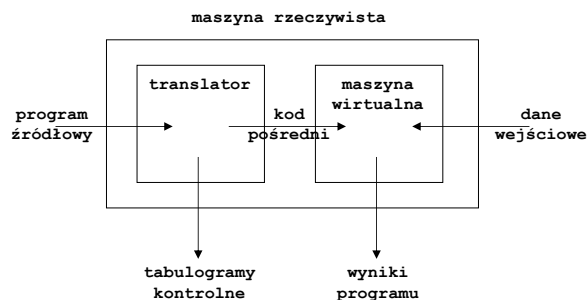 maszyna rzeczywista
translator
maszyna
wirtualna
program
źródłowy
kod
pośredni
dane
wejściowe
tabulogramy
kontrolne
wyniki
programu